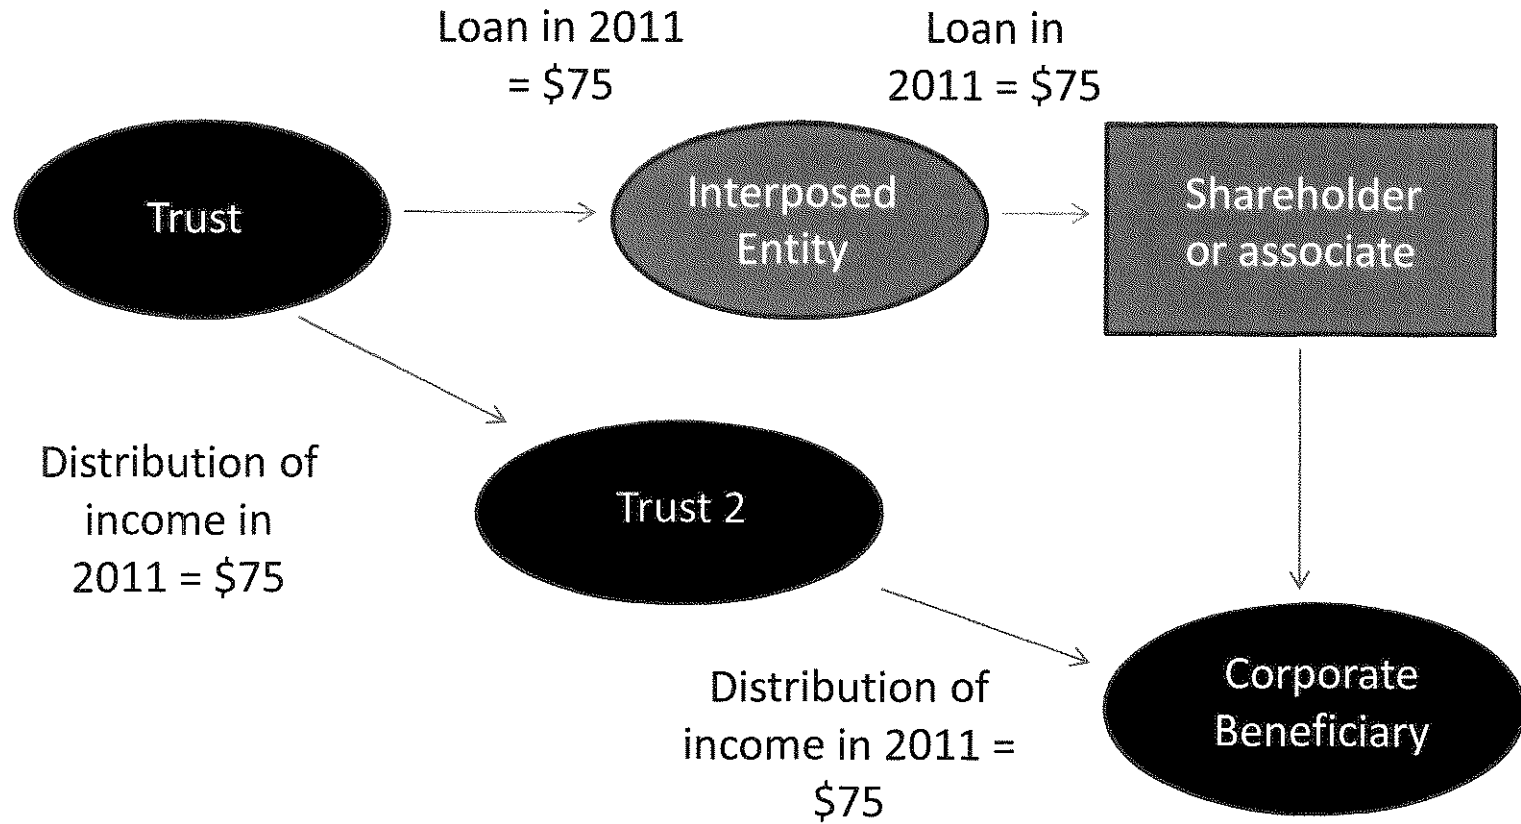 Loan in 2011
= $75
Loan in
2011 = $75
Trust
Interposed
Entity
Shareholder
or associate
Distribution of
income in
2011 = $75
Trust 2
Distribution of
income in 2011 =
$75
Corporate
Beneficiary